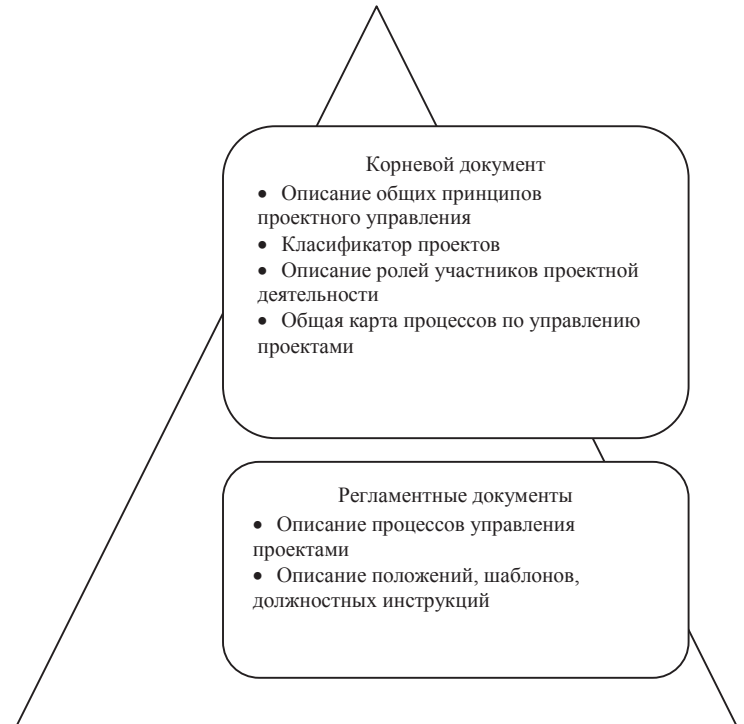 Корневой документ
• Описание общих принципов
проектного управления
• Класификатор проектов
• Описание ролей участников проектной
деятельности
• Общая карта процессов по управлению
проектами
Регламентные документы
• Описание процессов управления
проектами
• Описание положений, шаблонов,
должностных инструкций